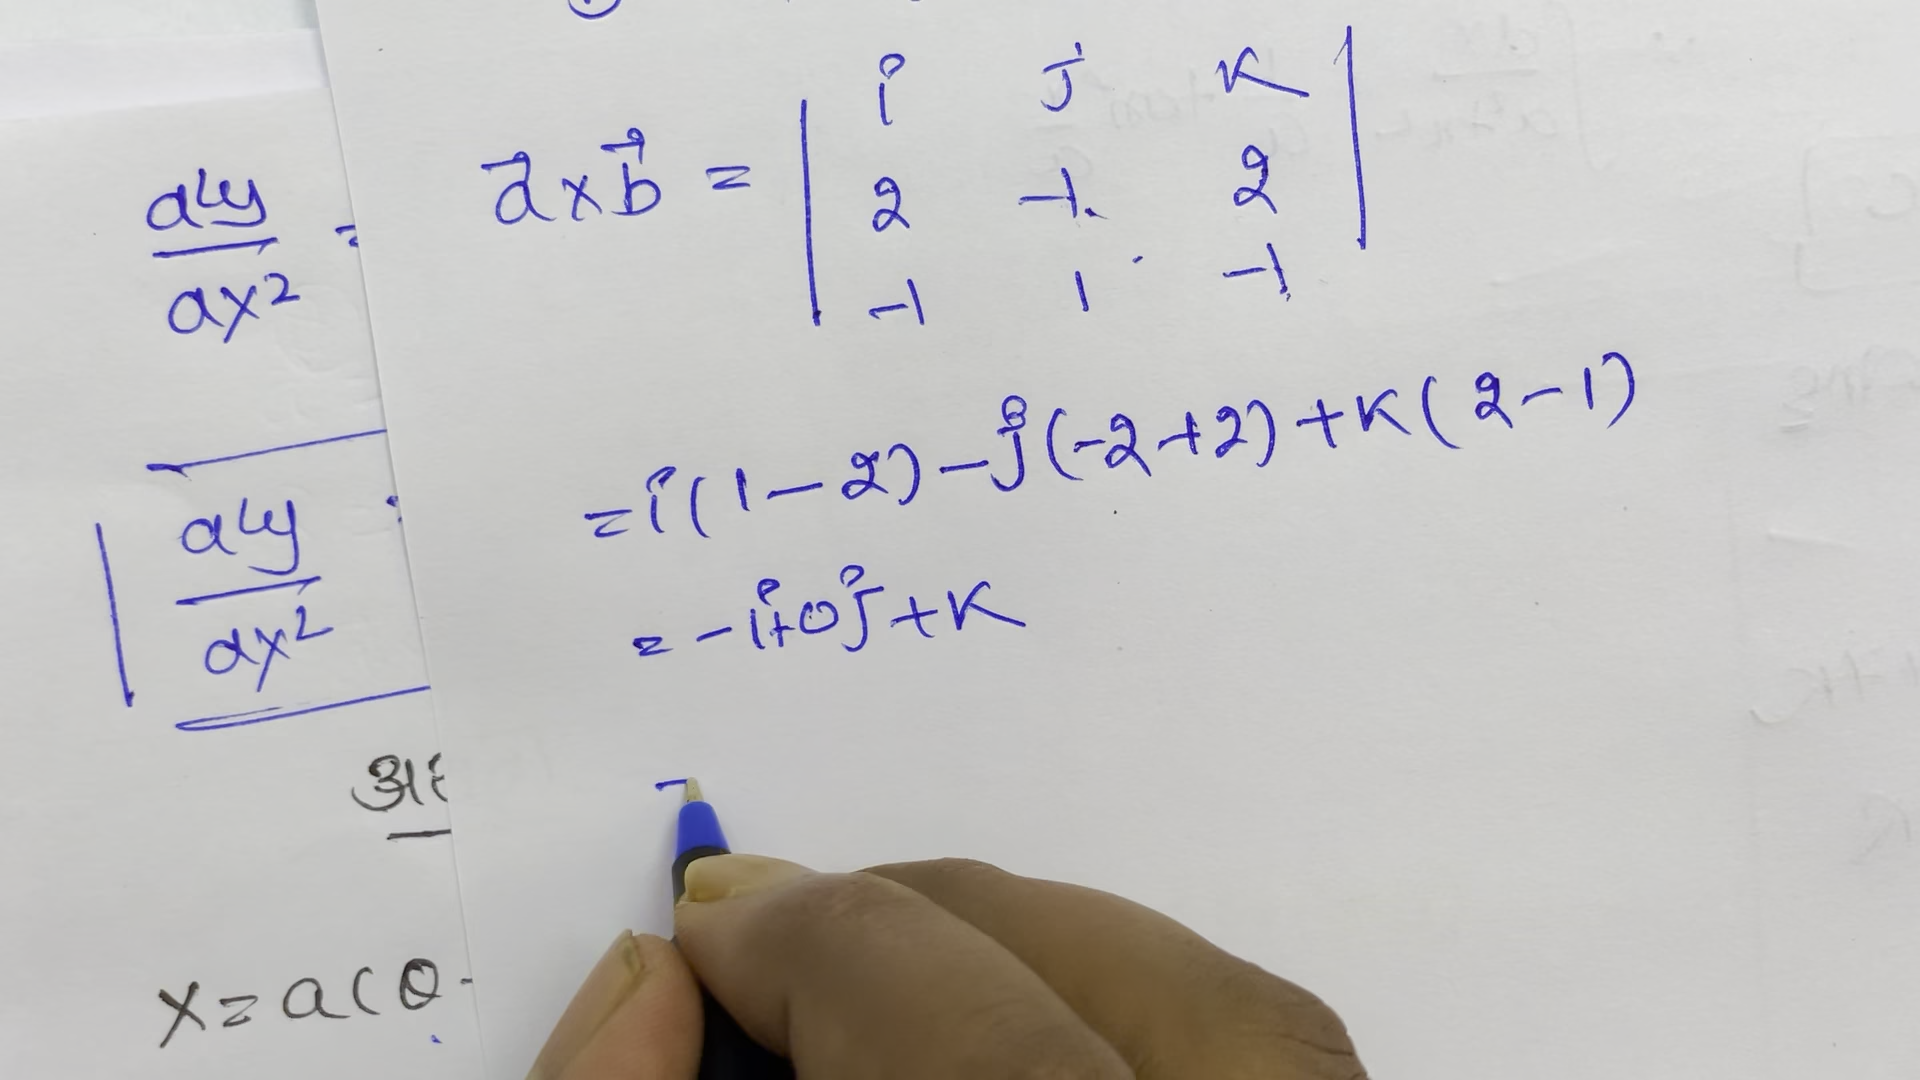 i j k
a⃗ x b⃗ = | 2 -1 2 |
-1 1 -1
= i(1-2) - j(-2+2) + k(2-1)
= -i+0j+k
d²y
dx²
=
d²y
dx²
x=a(θ-